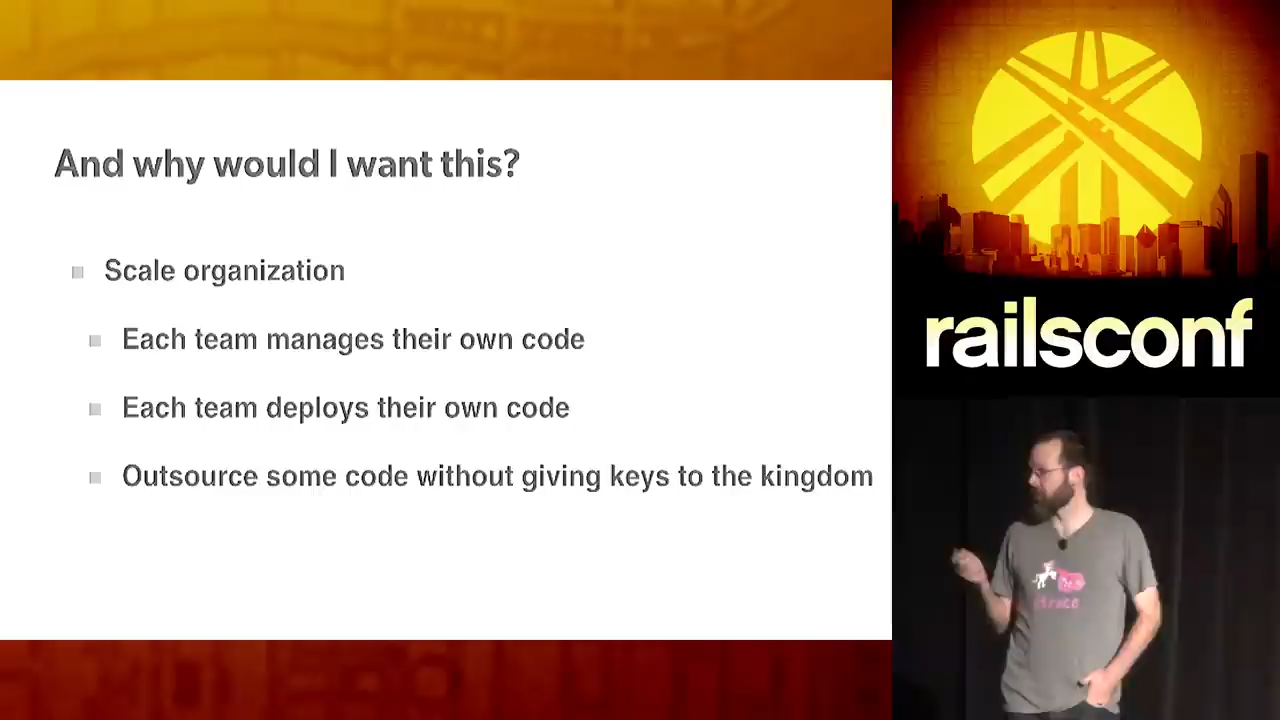 And why would I want this?
Scale organization
Each team manages their own code
Each team deploys their own code
Outsource some code without giving keys to the kingdom
railsconf